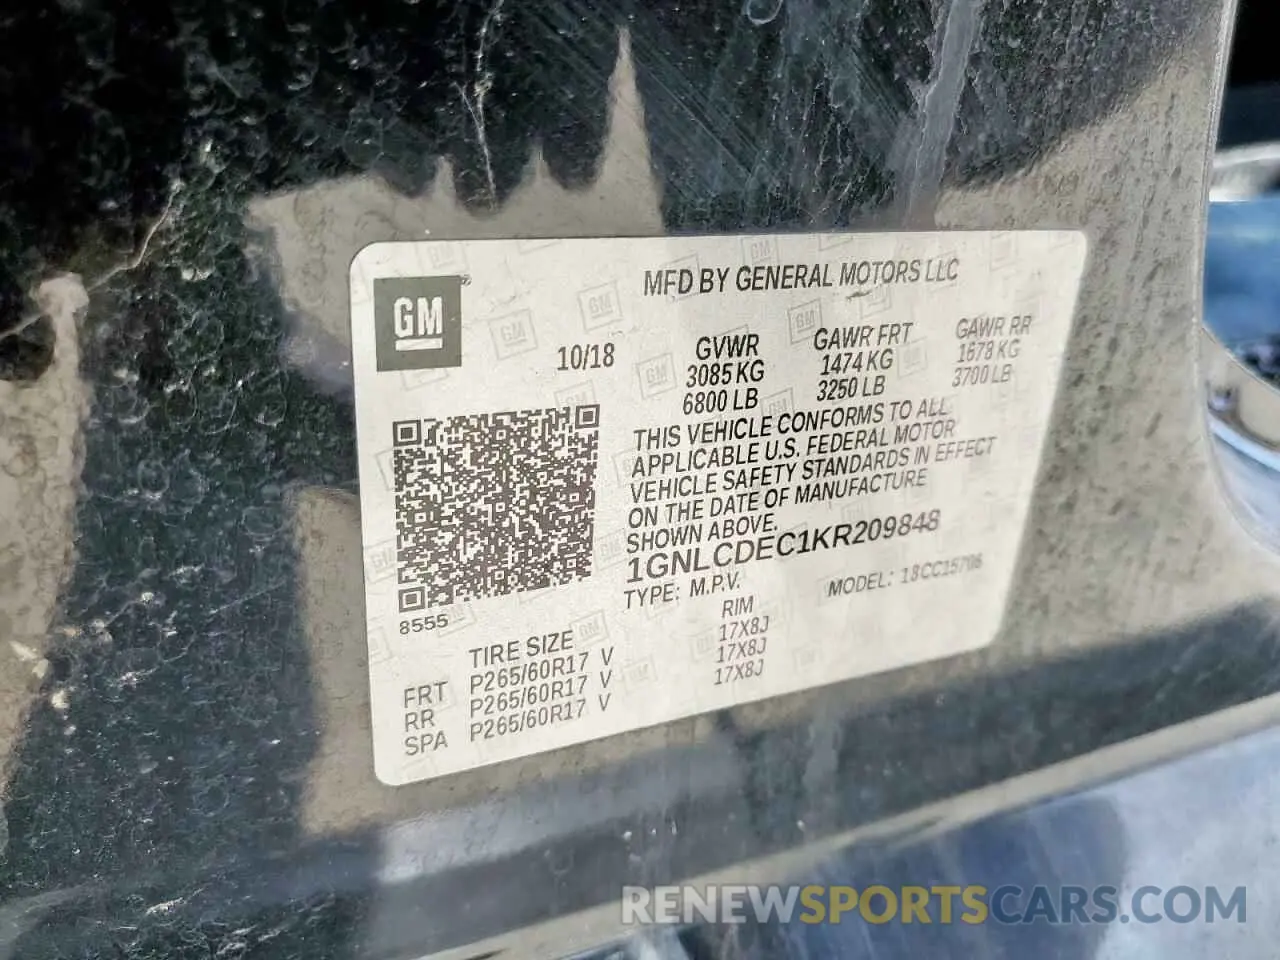 GM
MFD BY GENERAL MOTORS LLC
10/18
GVWR GAWR FRT GAWR RR
3085 KG 1474 KG 1678 KG
6800 LB 3250 LB 3700 LB
THIS VEHICLE CONFORMS TO ALL
APPLICABLE U.S. FEDERAL MOTOR
VEHICLE SAFETY STANDARDS IN EFFECT
ON THE DATE OF MANUFACTURE
SHOWN ABOVE.
1GNLCDEC1KR209848
TYPE: M.P.V. MODEL: 18CC15706
8555
TIRE SIZE RIM
FRT P265/60R17 V 17X8J
RR P265/60R17 V 17X8J
SPA P265/60R17 V 17X8J
RENEWSPORTSCARS.COM